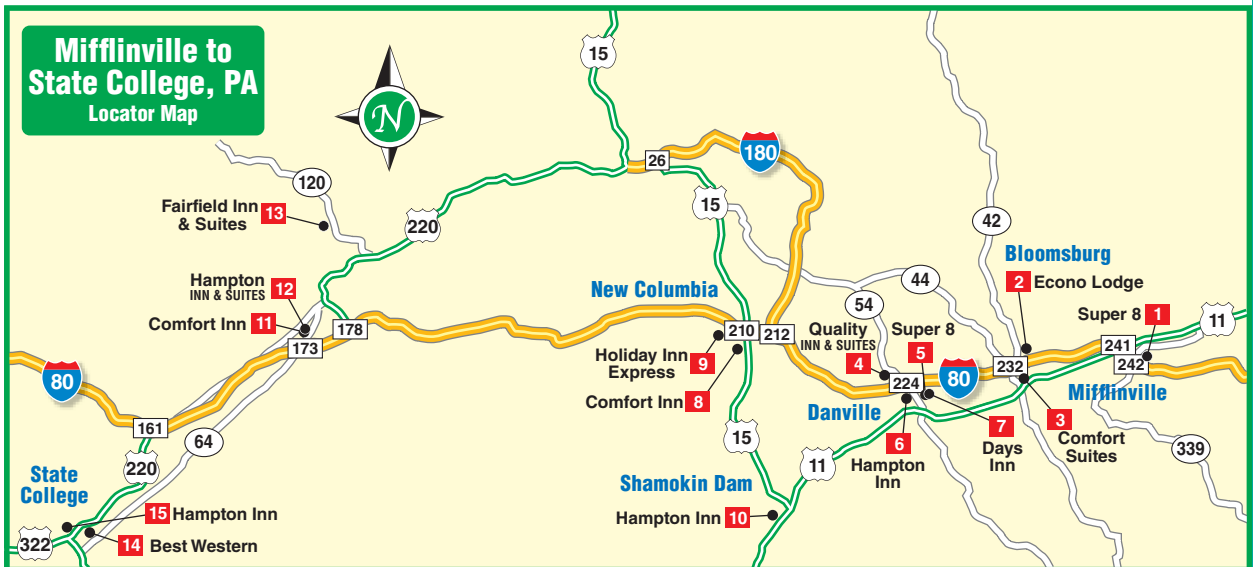 Mifflinville to
State College, PA
Locator Map
N
15
180
26
120
Fairfield Inn
& Suites
13
220
15
42
Bloomsburg
44
2 Econo Lodge
Hampton
INN & SUITES
12
New Columbia
54
Super 8 1
11
Comfort Inn 11
178
210
212
Quality
INN & SUITES
4
Super 8
5
241
173
Holiday Inn
Express
9
232
242
80
224
80
Mifflinville
Comfort Inn 8
Danville
161
64
15
6
Hampton
Inn
7
Days
Inn
3
Comfort
Suites
339
220
11
State
College
Shamokin Dam
15 Hampton Inn
Hampton Inn 10
322
14 Best Western